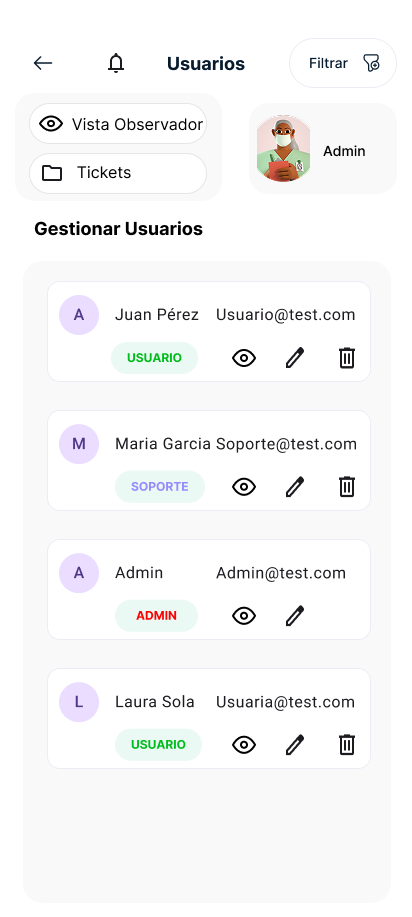 Usuarios
Filtrar
Vista Observador
Tickets
Admin
Gestionar Usuarios
A
Juan Pérez
Usuario@test.com
USUARIO
M
Maria Garcia
Soporte@test.com
SOPORTE
A
Admin
Admin@test.com
ADMIN
L
Laura Sola
Usuaria@test.com
USUARIO